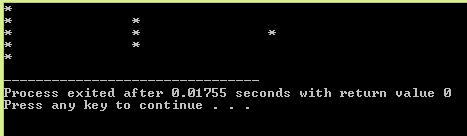 *
*                *
*                *                *
*                *
*
--------------------------------
Process exited after 0.01755 seconds with return value 0
Press any key to continue . . .